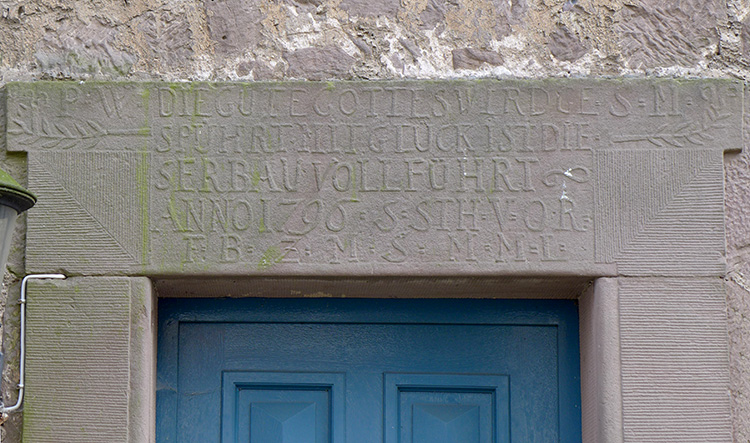 P · W · DIE GUTE GOTTES WIRD GE · S · M ·
SPÜHRT MIT GLÜCK IST DIE
SER BAU VOLLFÜHRT
ANNO 1796 · S · STH · V · O · R ·
F · B · Z · M · S · M M · L ·